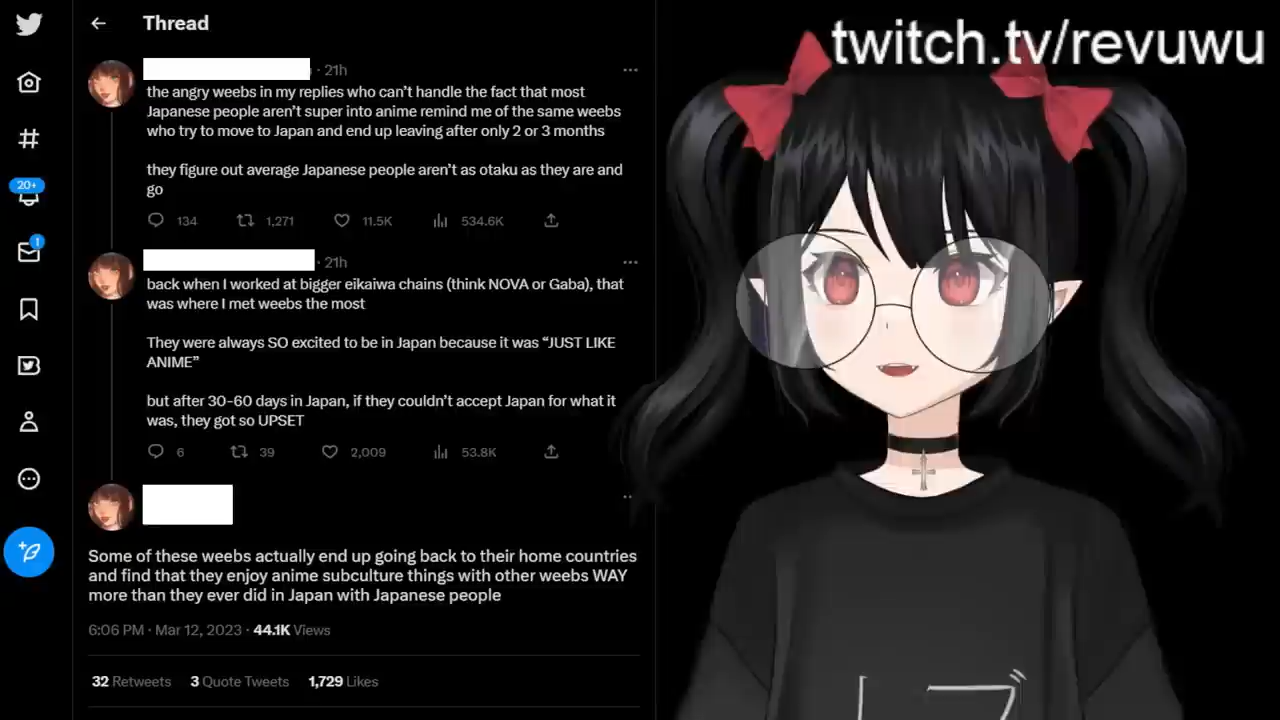 Thread
twitch.tv/revuwu
· 21h
the angry weebs in my replies who can't handle the fact that most
Japanese people aren't super into anime remind me of the same weebs
who try to move to Japan and end up leaving after only 2 or 3 months
they figure out average Japanese people aren't as otaku as they are and
go
134 1,271 11.5K 534.6K
20+
1
· 21h
back when I worked at bigger eikaiwa chains (think NOVA or Gaba), that
was where I met weebs the most
They were always SO excited to be in Japan because it was “JUST LIKE
ANIME”
but after 30-60 days in Japan, if they couldn't accept Japan for what it
was, they got so UPSET
6 39 2,009 53.8K
Some of these weebs actually end up going back to their home countries
and find that they enjoy anime subculture things with other weebs WAY
more than they ever did in Japan with Japanese people
6:06 PM · Mar 12, 2023 · 44.1K Views
32 Retweets 3 Quote Tweets 1,729 Likes